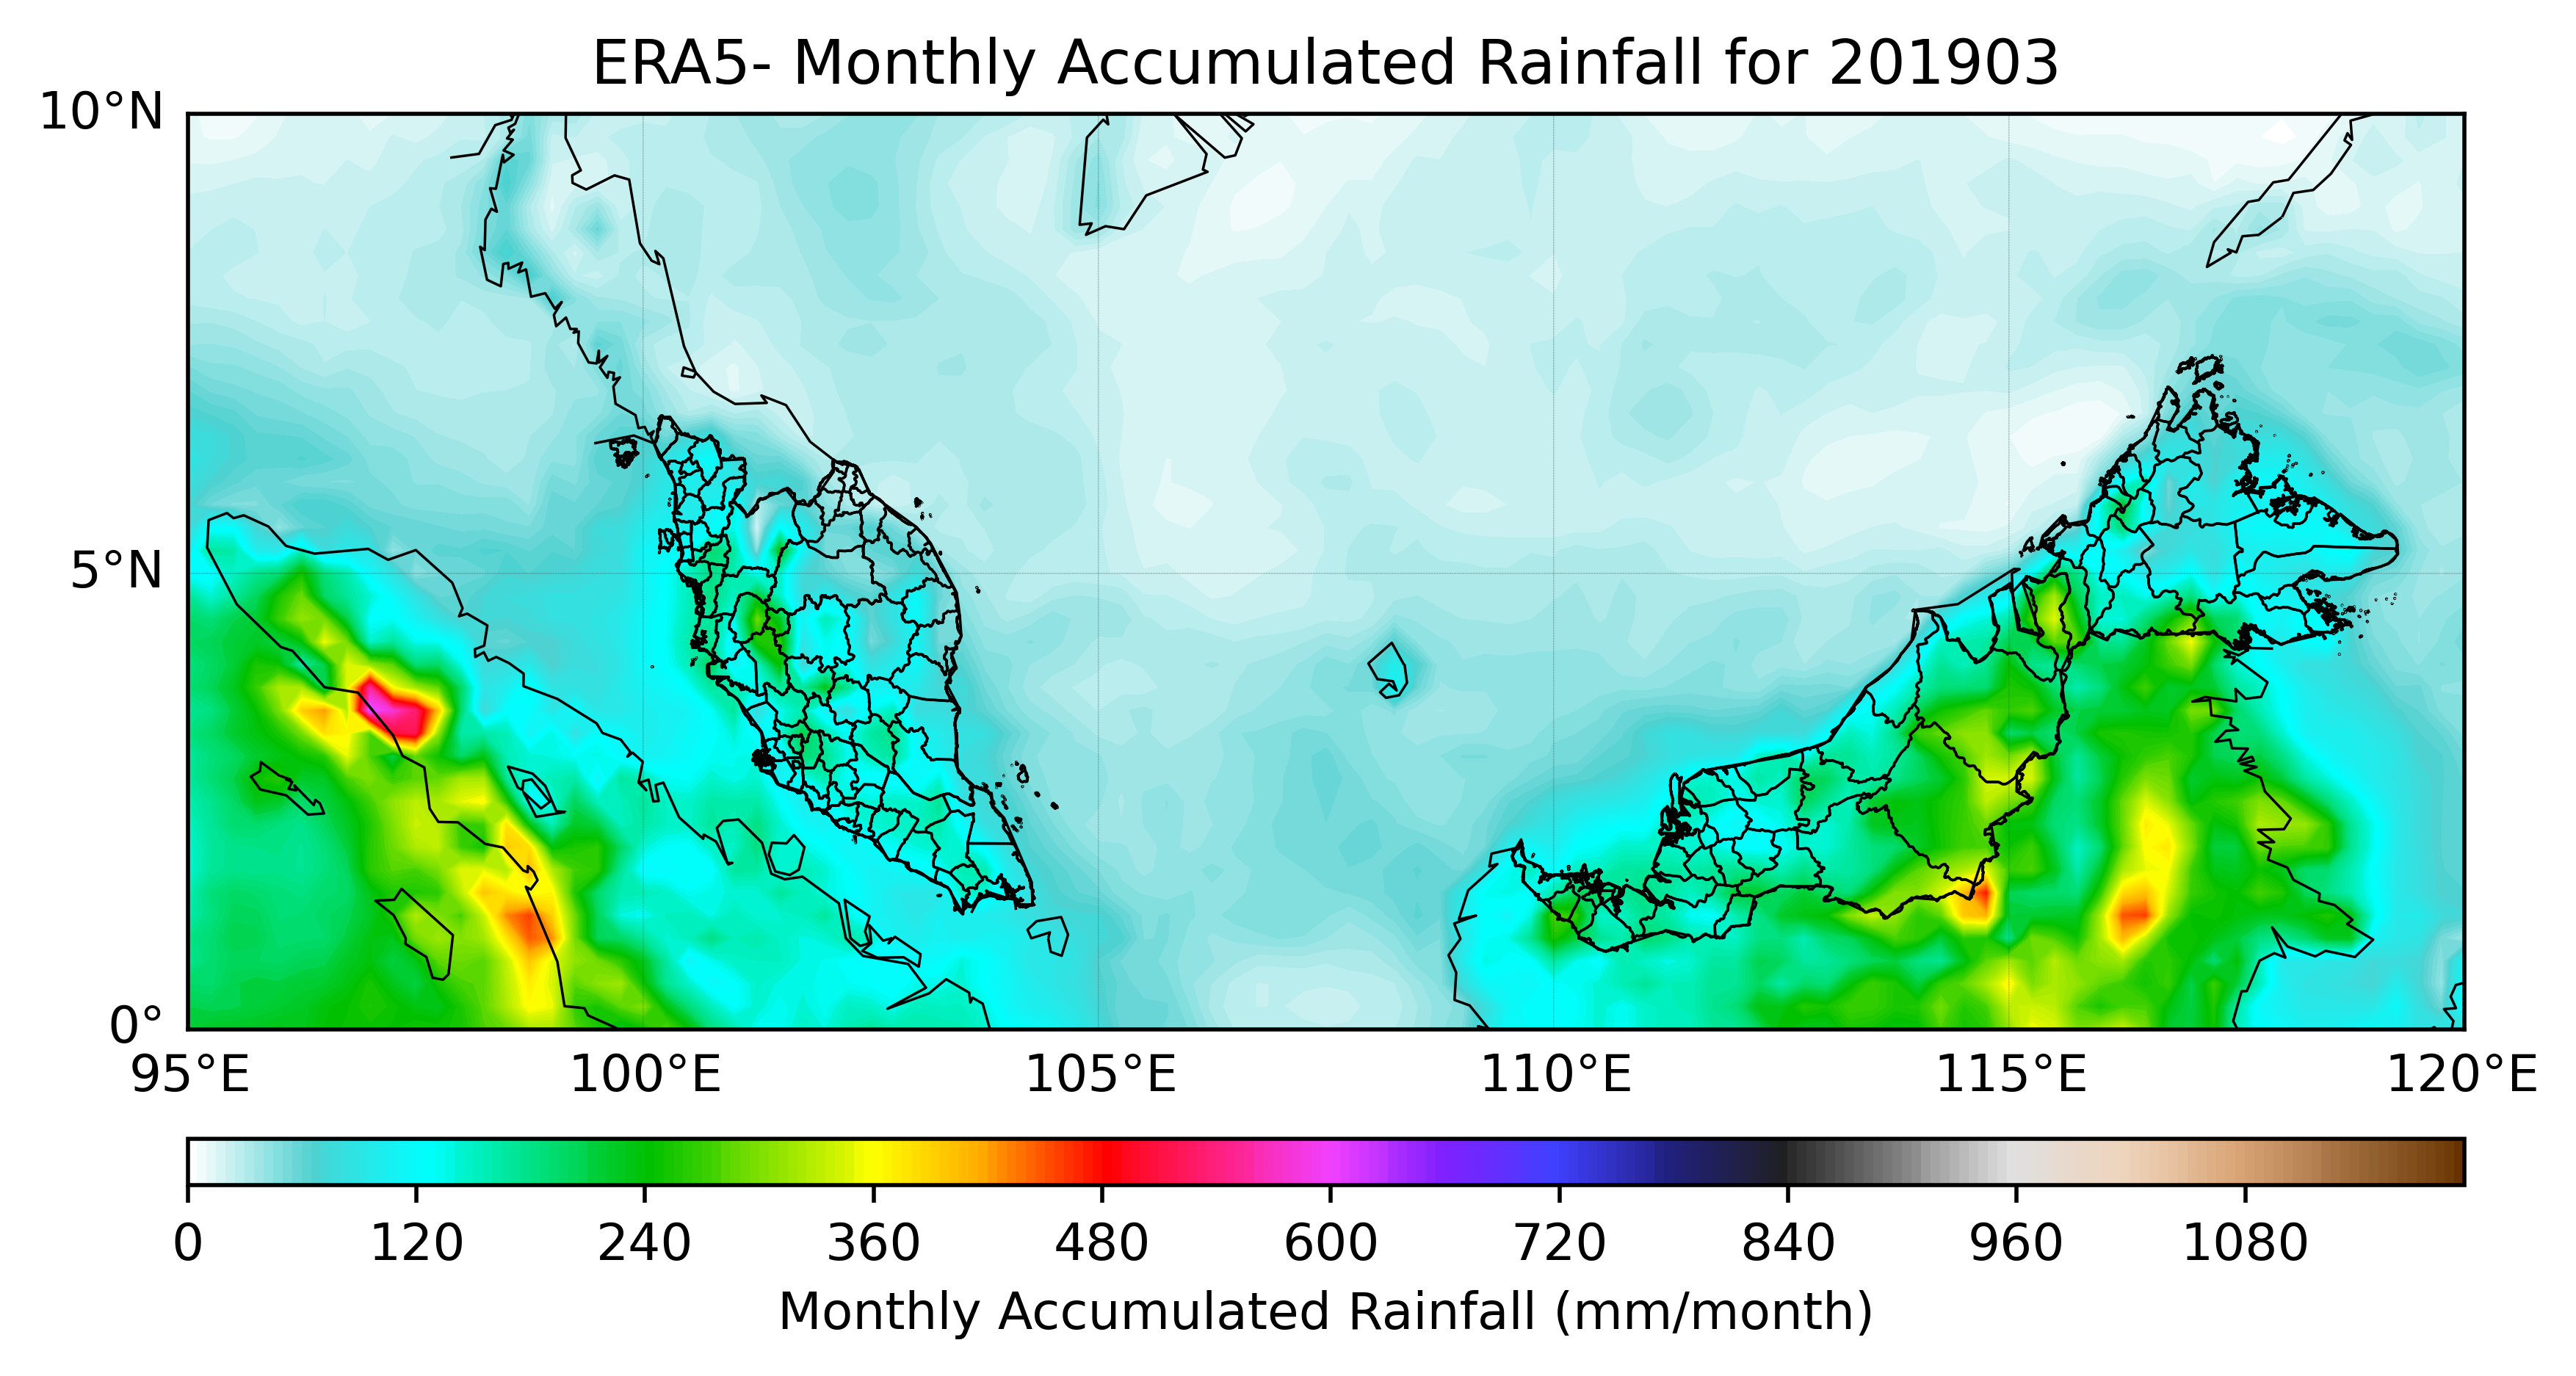 ERA5- Monthly Accumulated Rainfall for 201903
10°N
5°N
0°
95°E 100°E 105°E 110°E 115°E 120°E
0 120 240 360 480 600 720 840 960 1080
Monthly Accumulated Rainfall (mm/month)